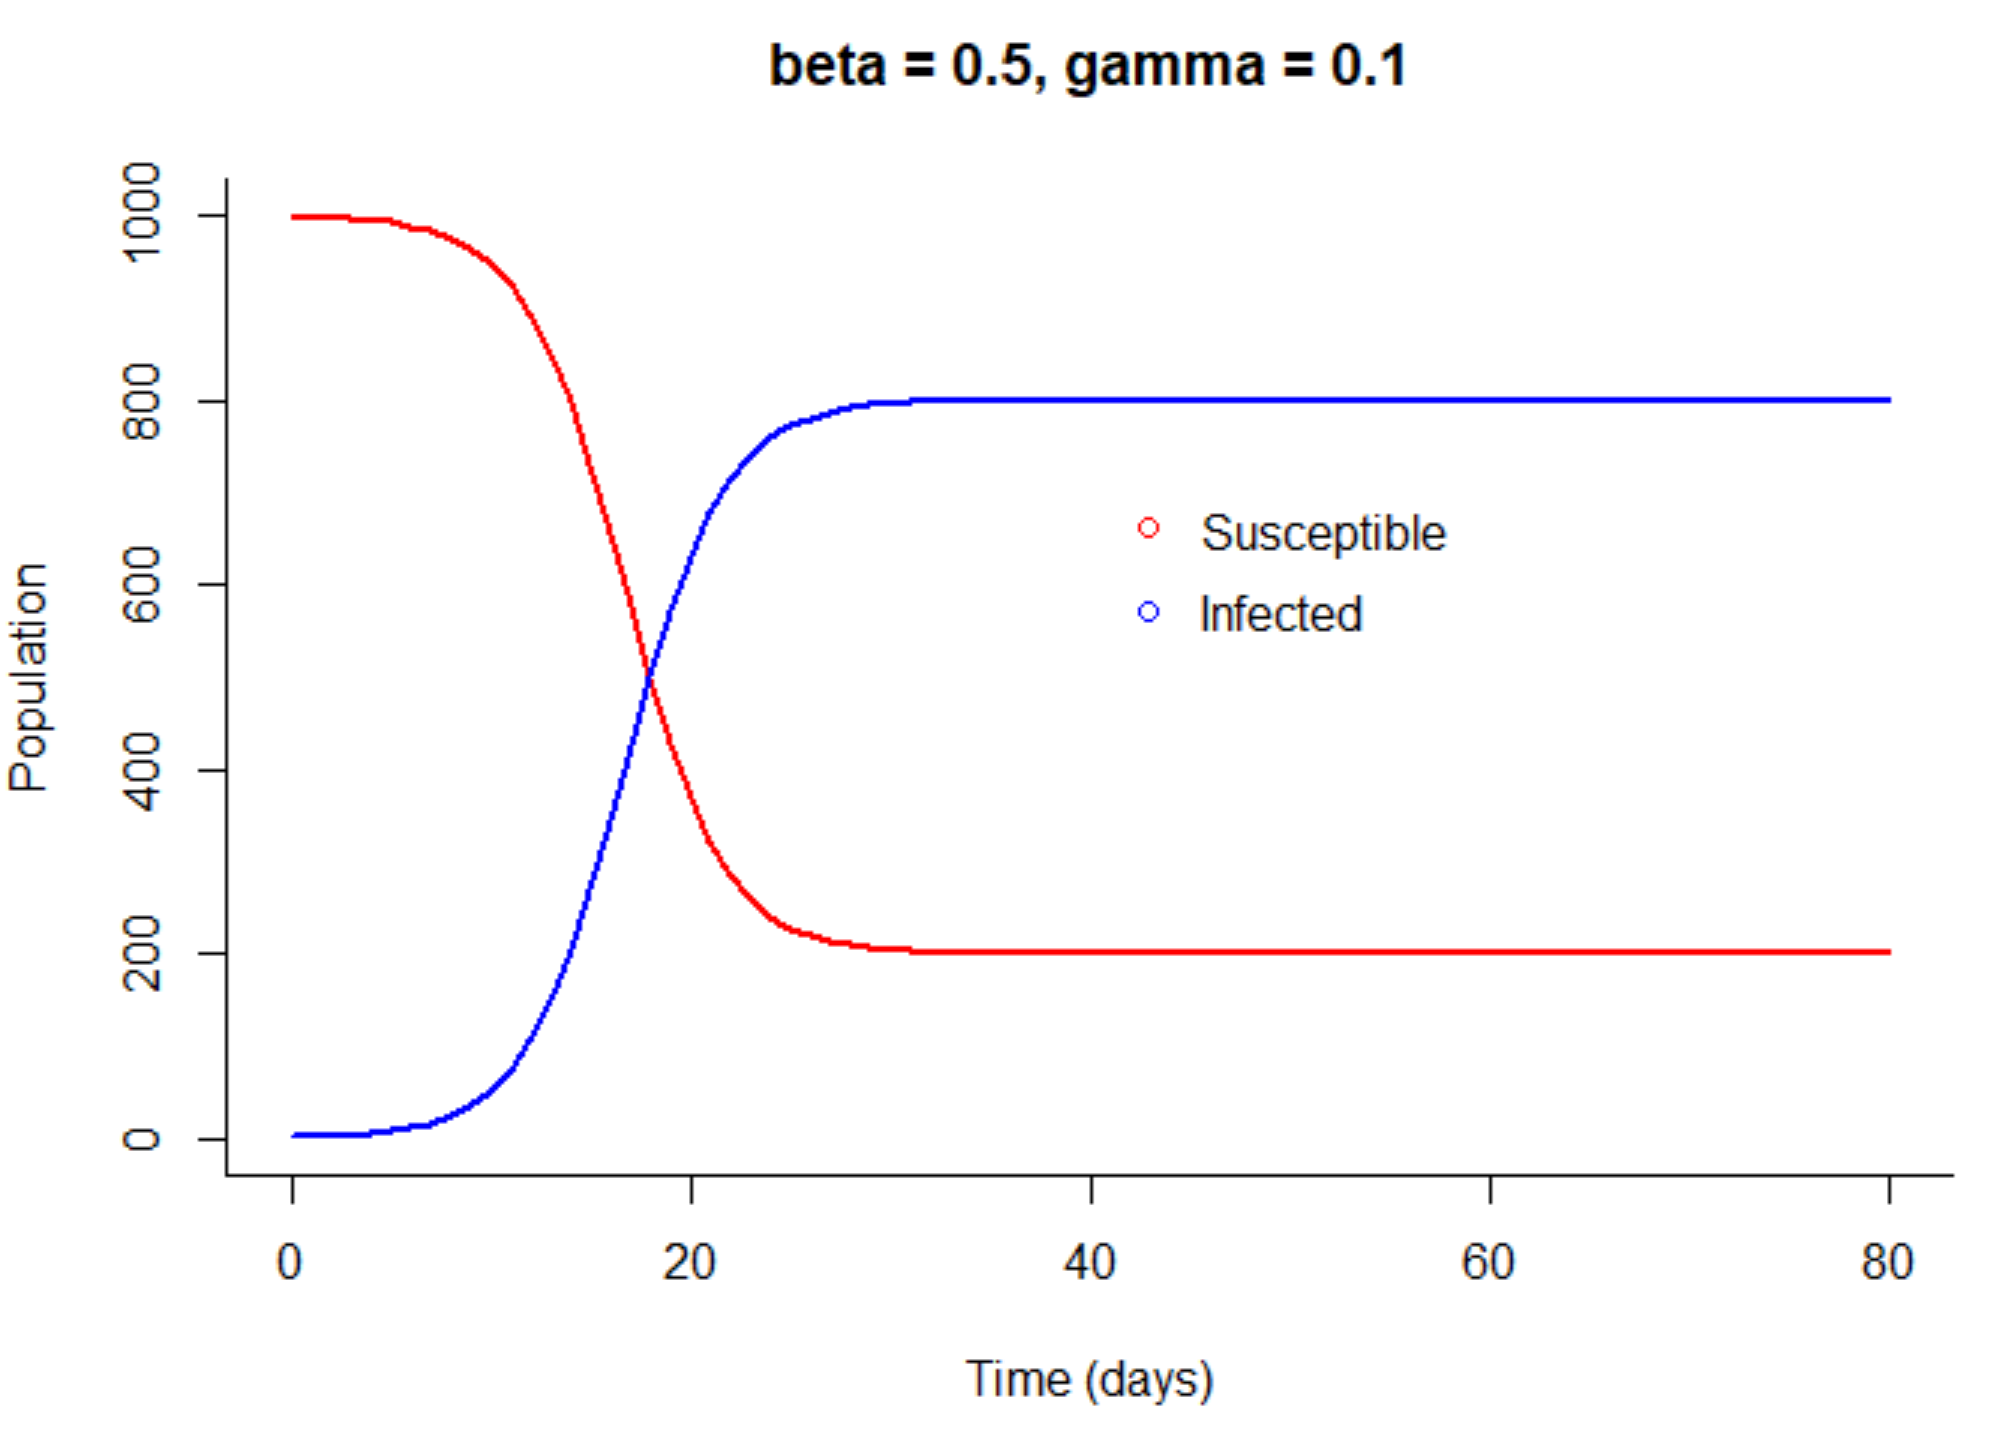 beta = 0.5, gamma = 0.1
Population
1000
800
600
400
200
0
Susceptible
Infected
0 20 40 60 80
Time (days)